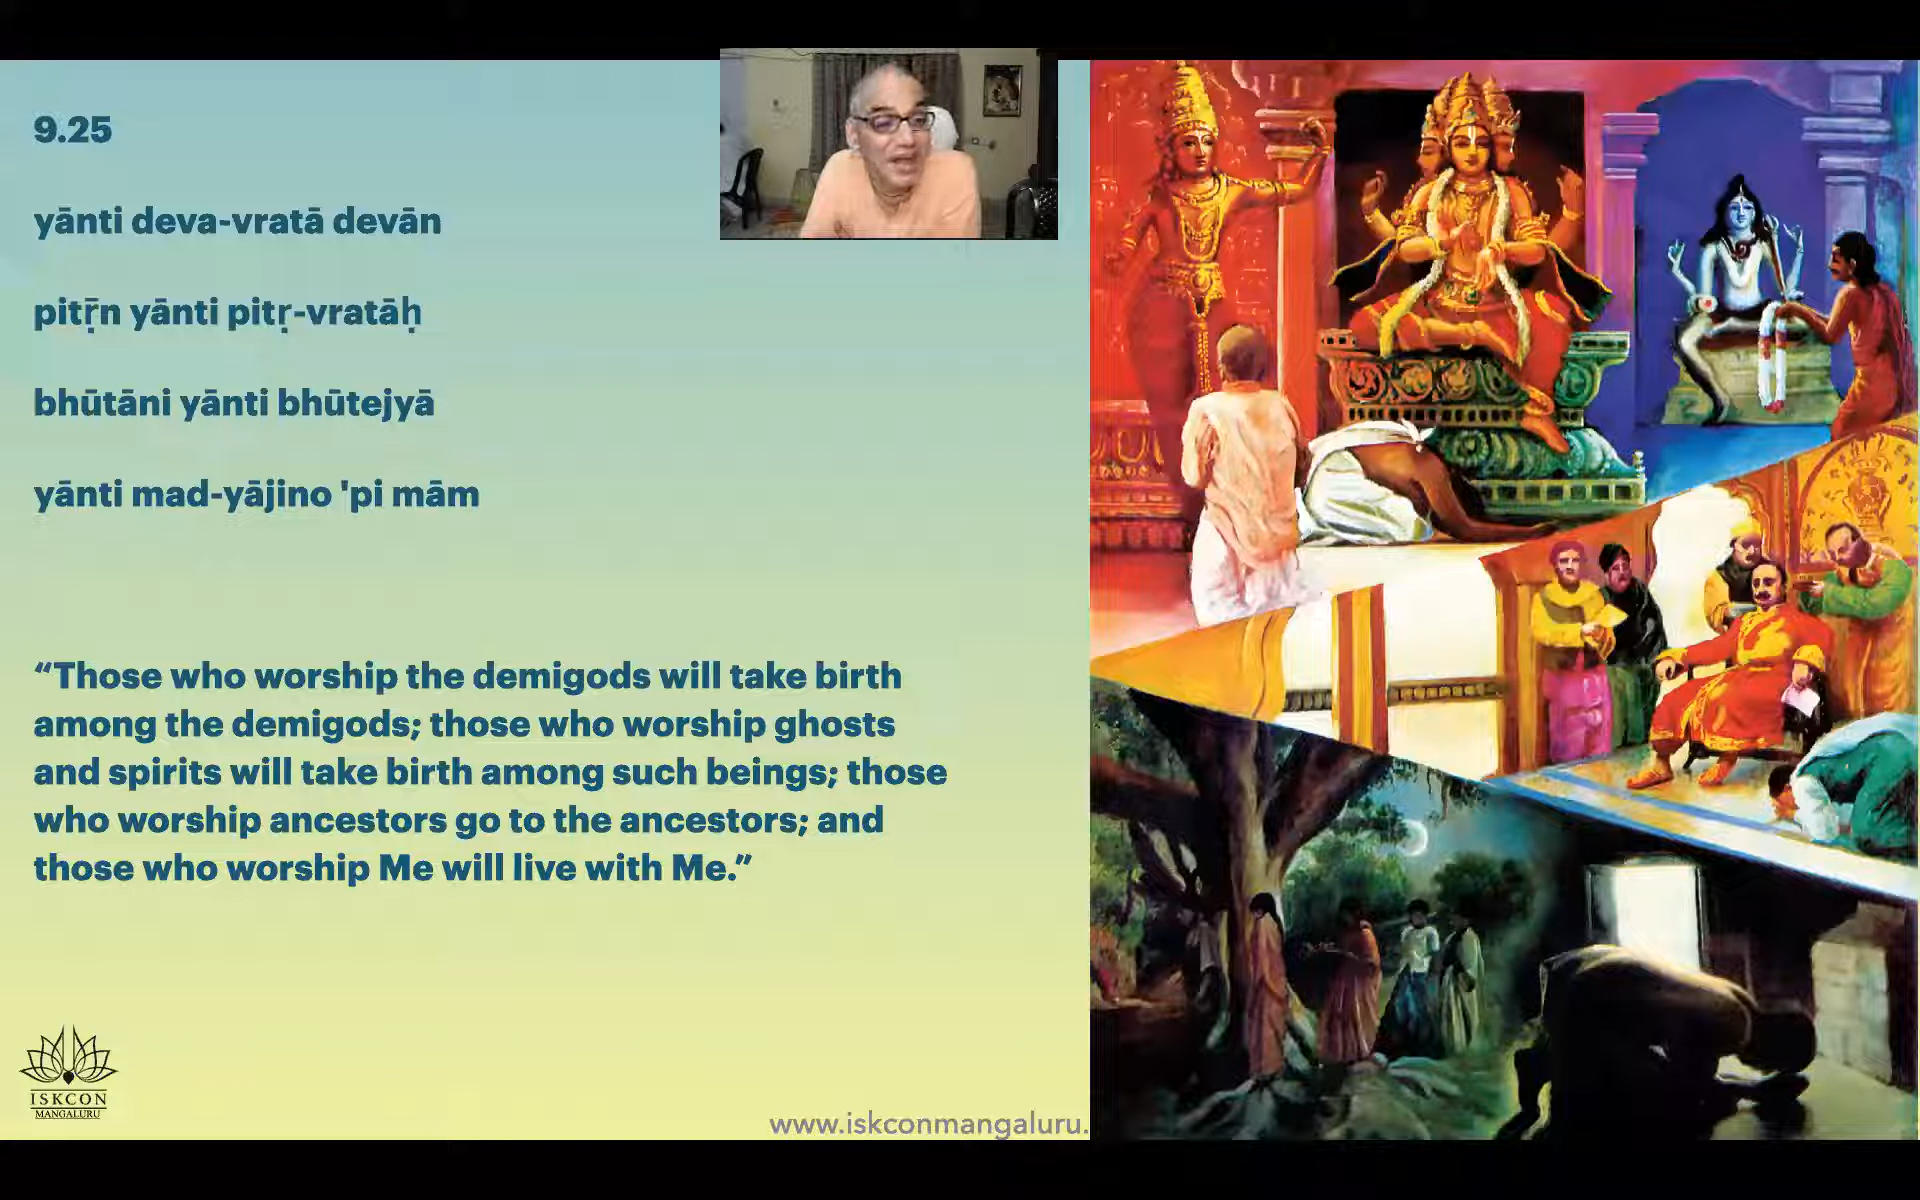 9.25
yānti deva-vratā devān
pitṝn yānti pitṛ-vratāḥ
bhūtāni yānti bhūtejyā
yānti mad-yājino 'pi mām
“Those who worship the demigods will take birth
among the demigods; those who worship ghosts
and spirits will take birth among such beings; those
who worship ancestors go to the ancestors; and
those who worship Me will live with Me.”
ISKCON
MANGALURU
www.iskconmangaluru.